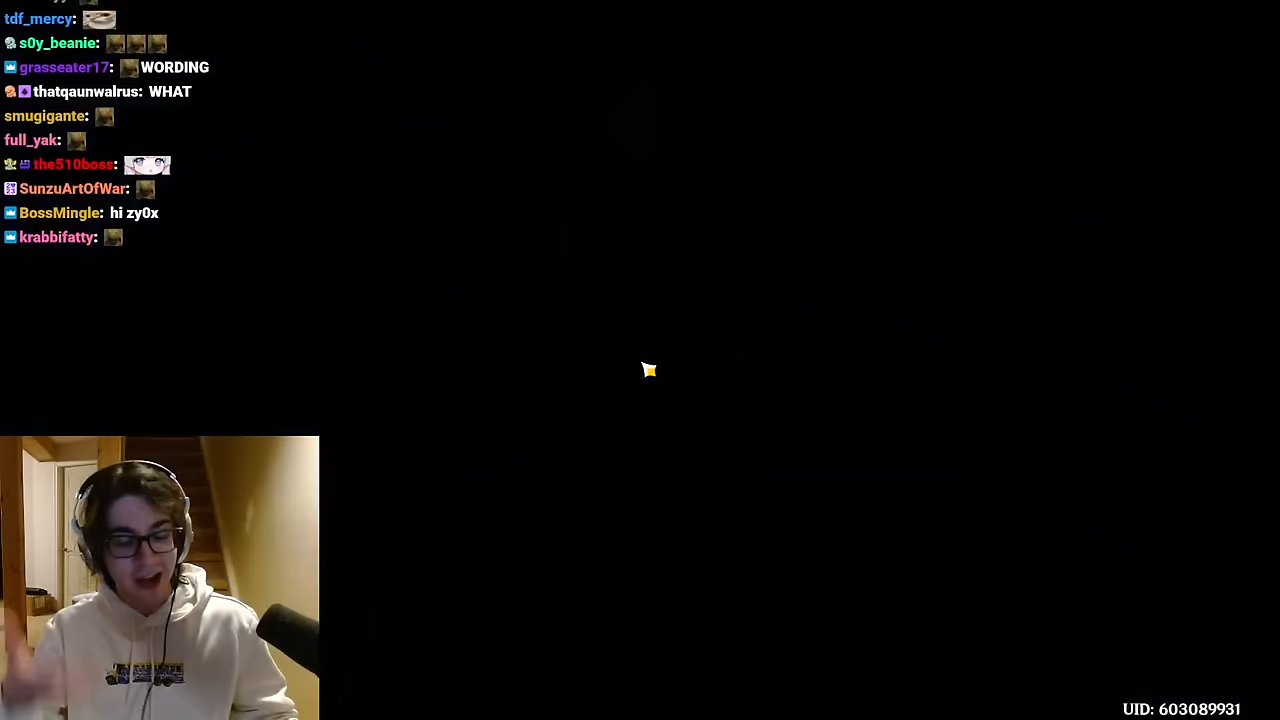 tdf_mercy:
s0y_beanie:
grasseater17: WORDING
thatqaunwalrus: WHAT
smugigante:
full_yak:
the510boss:
SunzuArtOfWar:
BossMingle: hi zy0x
krabbifatty:
UID: 603089931